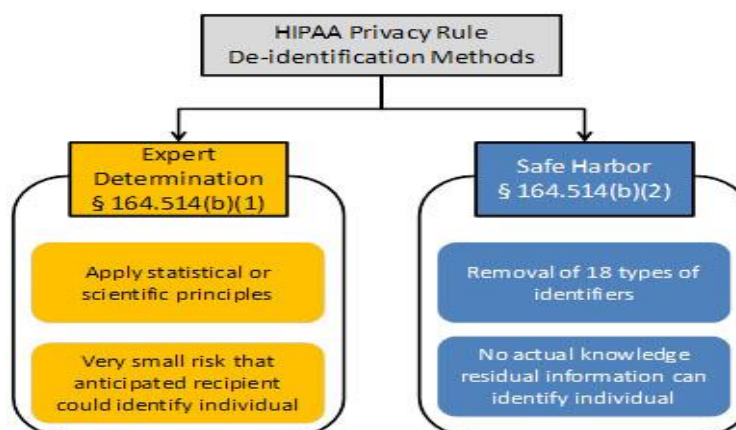 HIPAA Privacy Rule
De-identification Methods
Expert
Determination
§ 164.514(b)(1)
Apply statistical or
scientific principles
Very small risk that
anticipated recipient
could identify individual
Safe Harbor
§ 164.514(b)(2)
Removal of 18 types of
identifiers
No actual knowledge
residual information can
identify individual